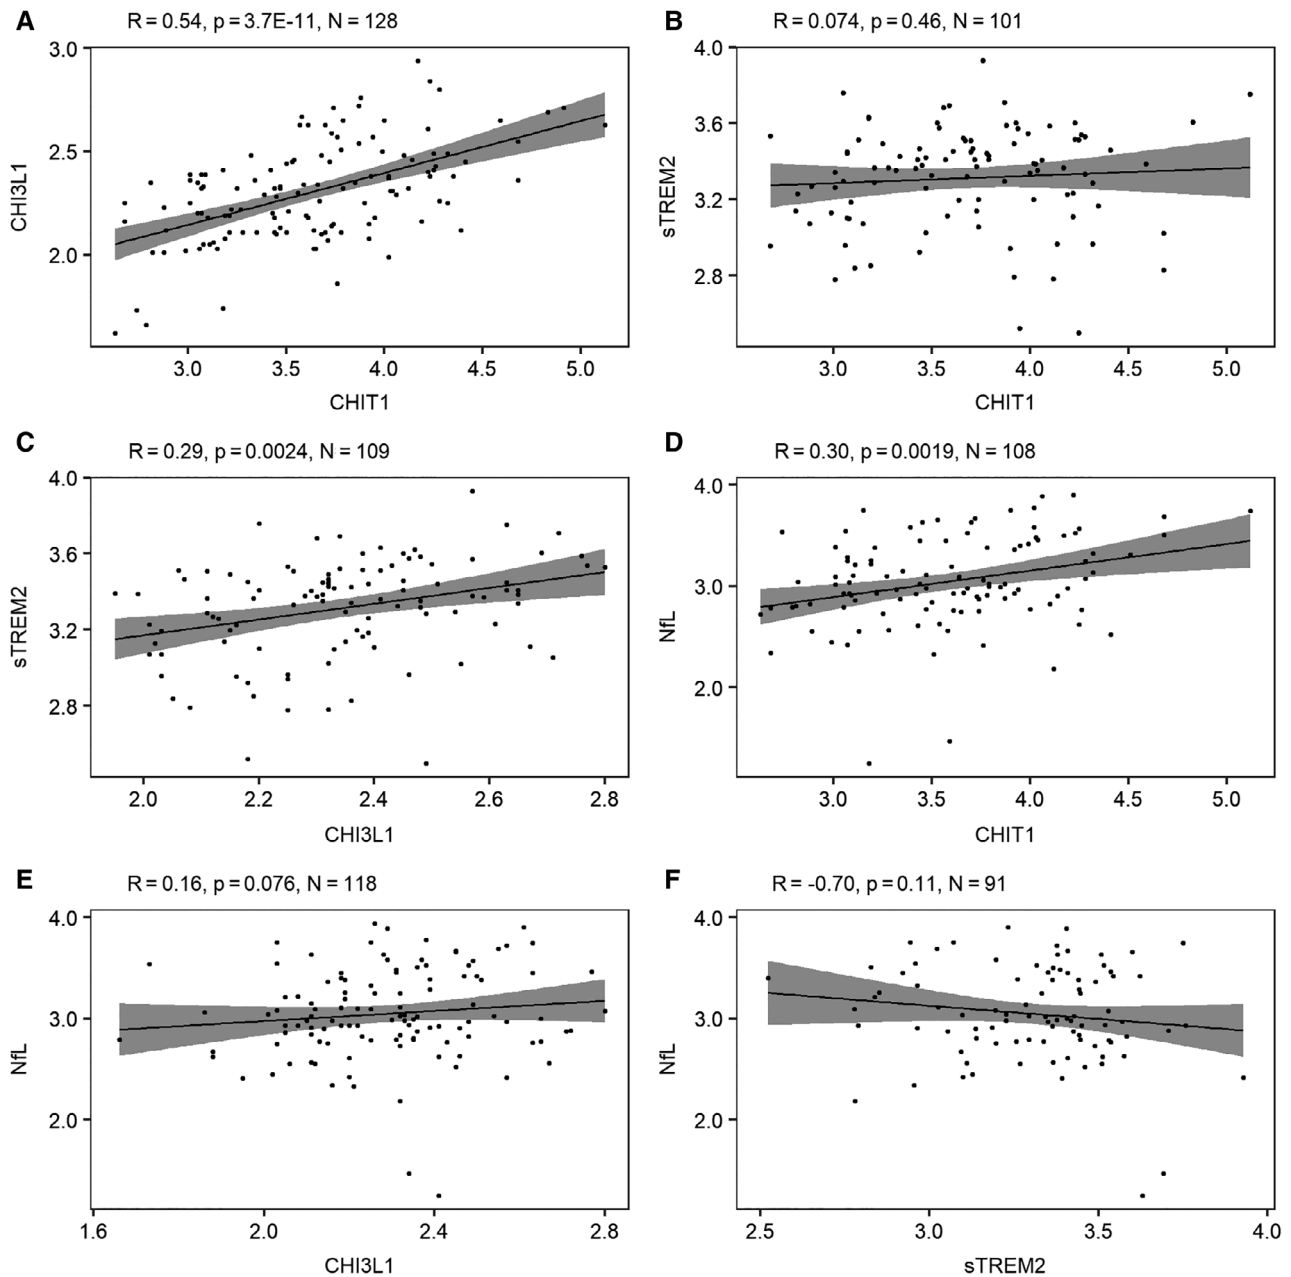 A
R = 0.54, p = 3.7E-11, N = 128
3.0
2.5
2.0
CHI3L1
3.0 3.5 4.0 4.5 5.0
CHIT1
B
R = 0.074, p = 0.46, N = 101
4.0
3.6
3.2
2.8
sTREM2
3.0 3.5 4.0 4.5 5.0
CHIT1
C
R = 0.29, p = 0.0024, N = 109
4.0
3.6
3.2
2.8
sTREM2
2.0 2.2 2.4 2.6 2.8
CHI3L1
D
R = 0.30, p = 0.0019, N = 108
4.0
3.0
2.0
NfL
3.0 3.5 4.0 4.5 5.0
CHIT1
E
R = 0.16, p = 0.076, N = 118
4.0
3.0
2.0
NfL
1.6 2.0 2.4 2.8
CHI3L1
F
R = -0.70, p = 0.11, N = 91
4.0
3.0
2.0
NfL
2.5 3.0 3.5 4.0
sTREM2